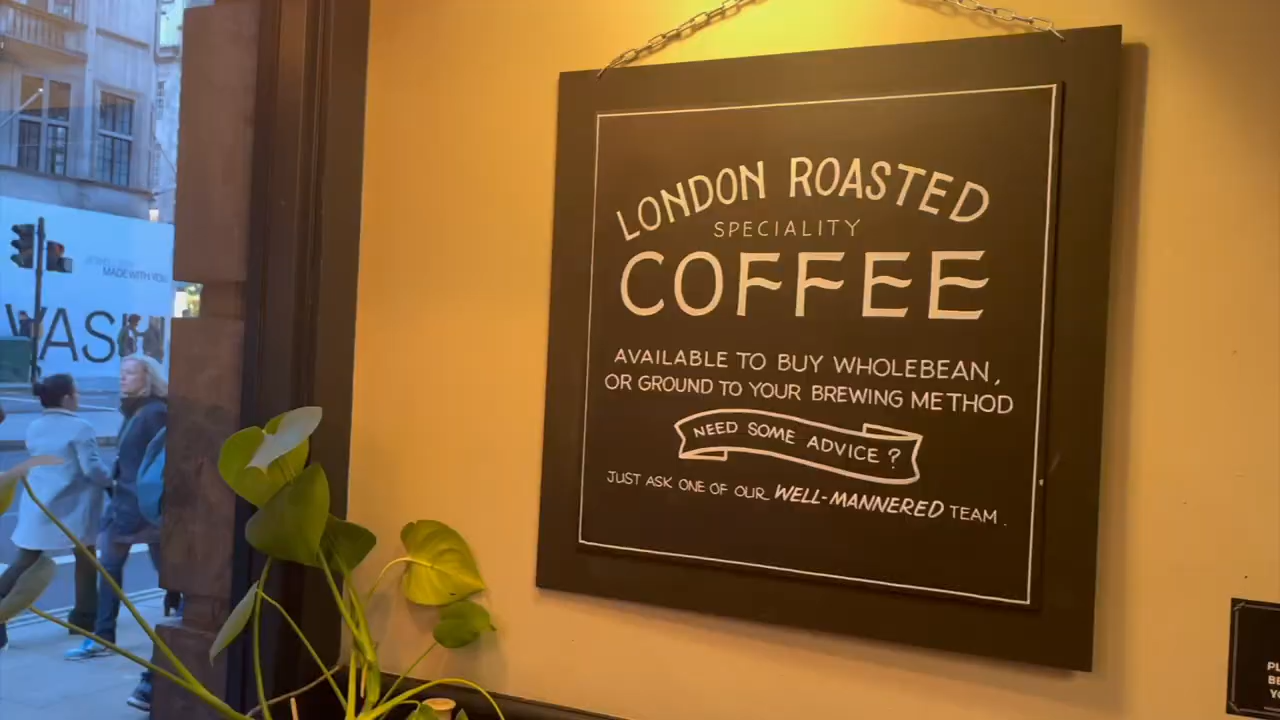 LONDON ROASTED
SPECIALITY
COFFEE
AVAILABLE TO BUY WHOLEBEAN,
OR GROUND TO YOUR BREWING METHOD
NEED SOME ADVICE?
JUST ASK ONE OF OUR WELL-MANNERED TEAM.
MADE WITH YOU
WAS